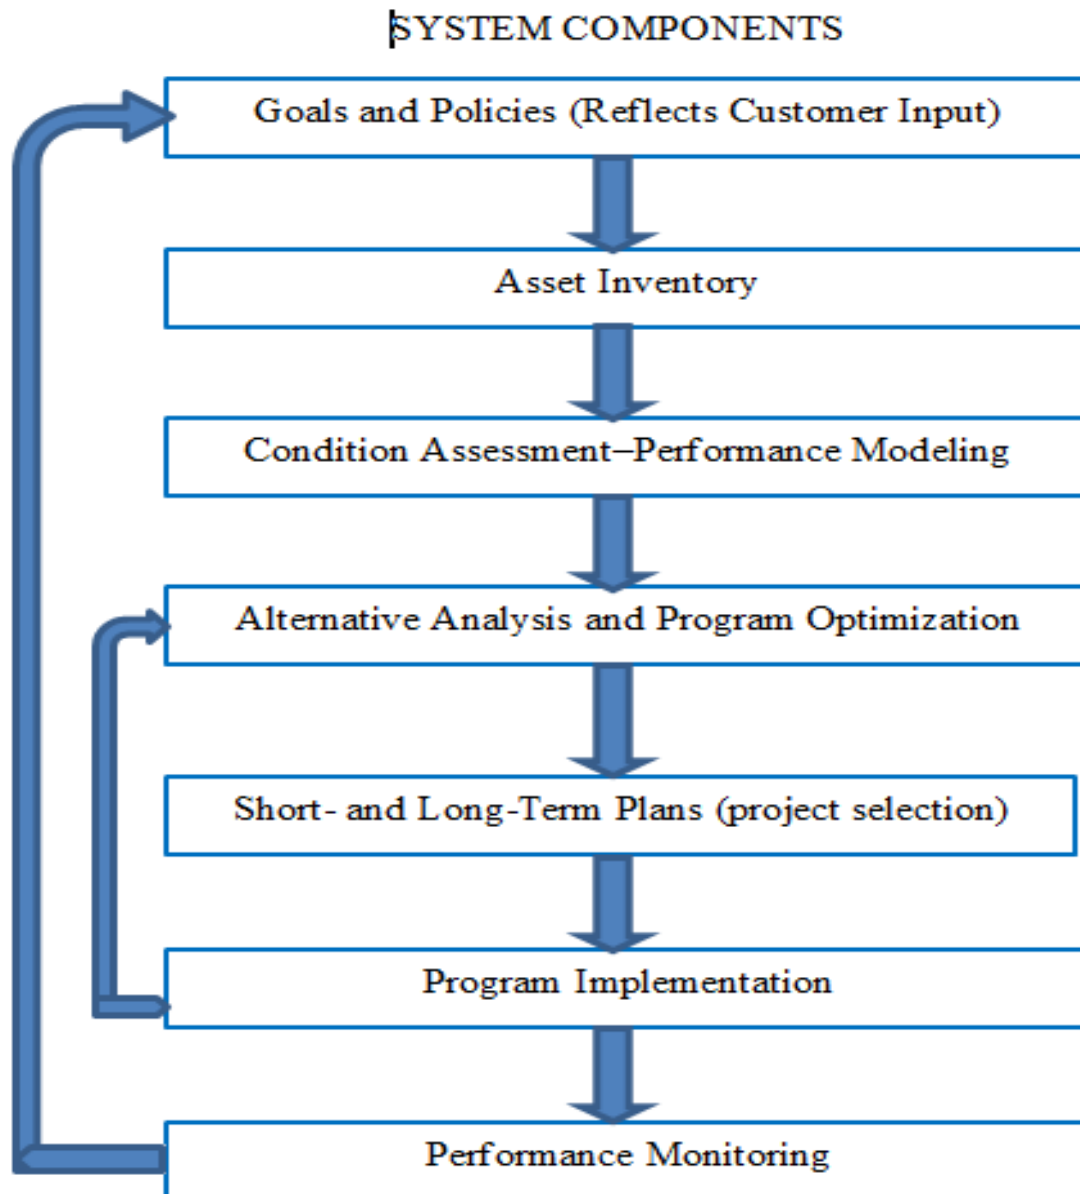 SYSTEM COMPONENTS
Goals and Policies (Reflects Customer Input)
Asset Inventory
Condition Assessment–Performance Modeling
Alternative Analysis and Program Optimization
Short- and Long-Term Plans (project selection)
Program Implementation
Performance Monitoring